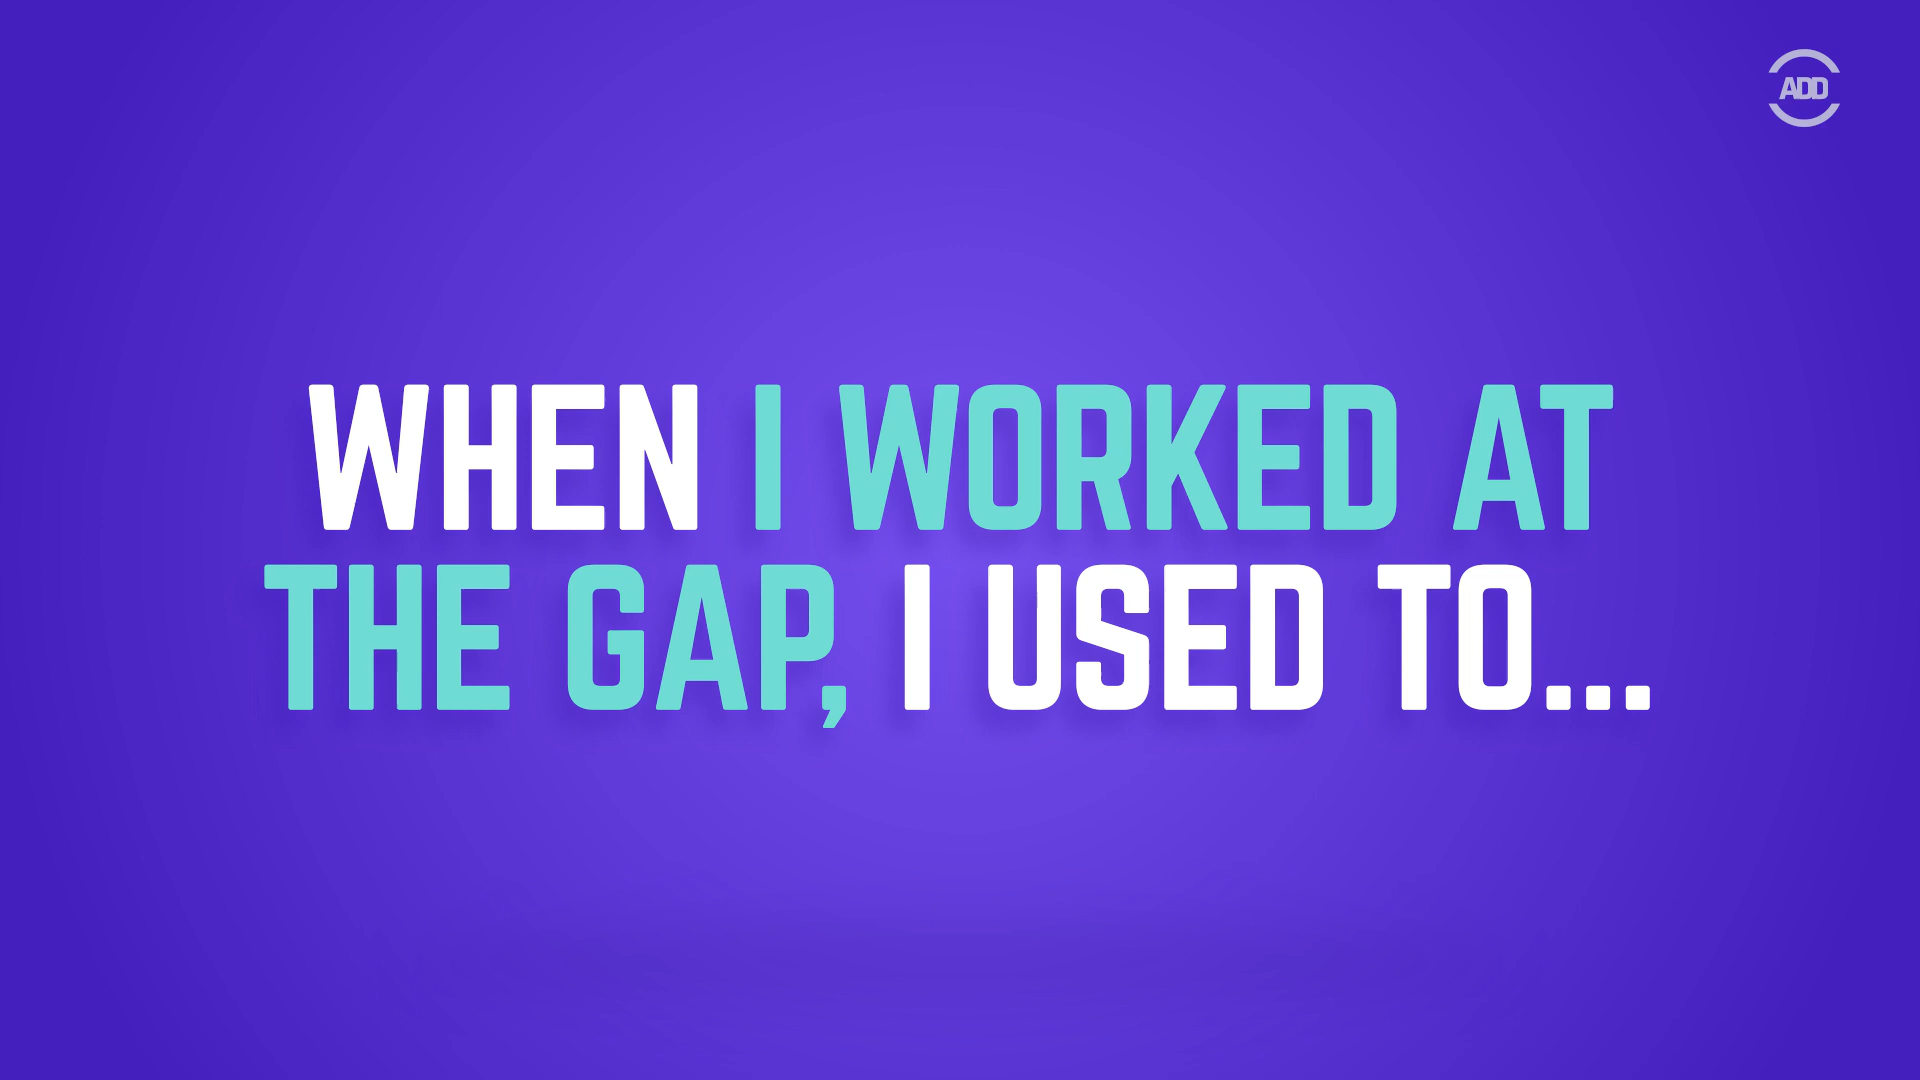 ADD
WHEN I WORKED AT
THE GAP, I USED TO...